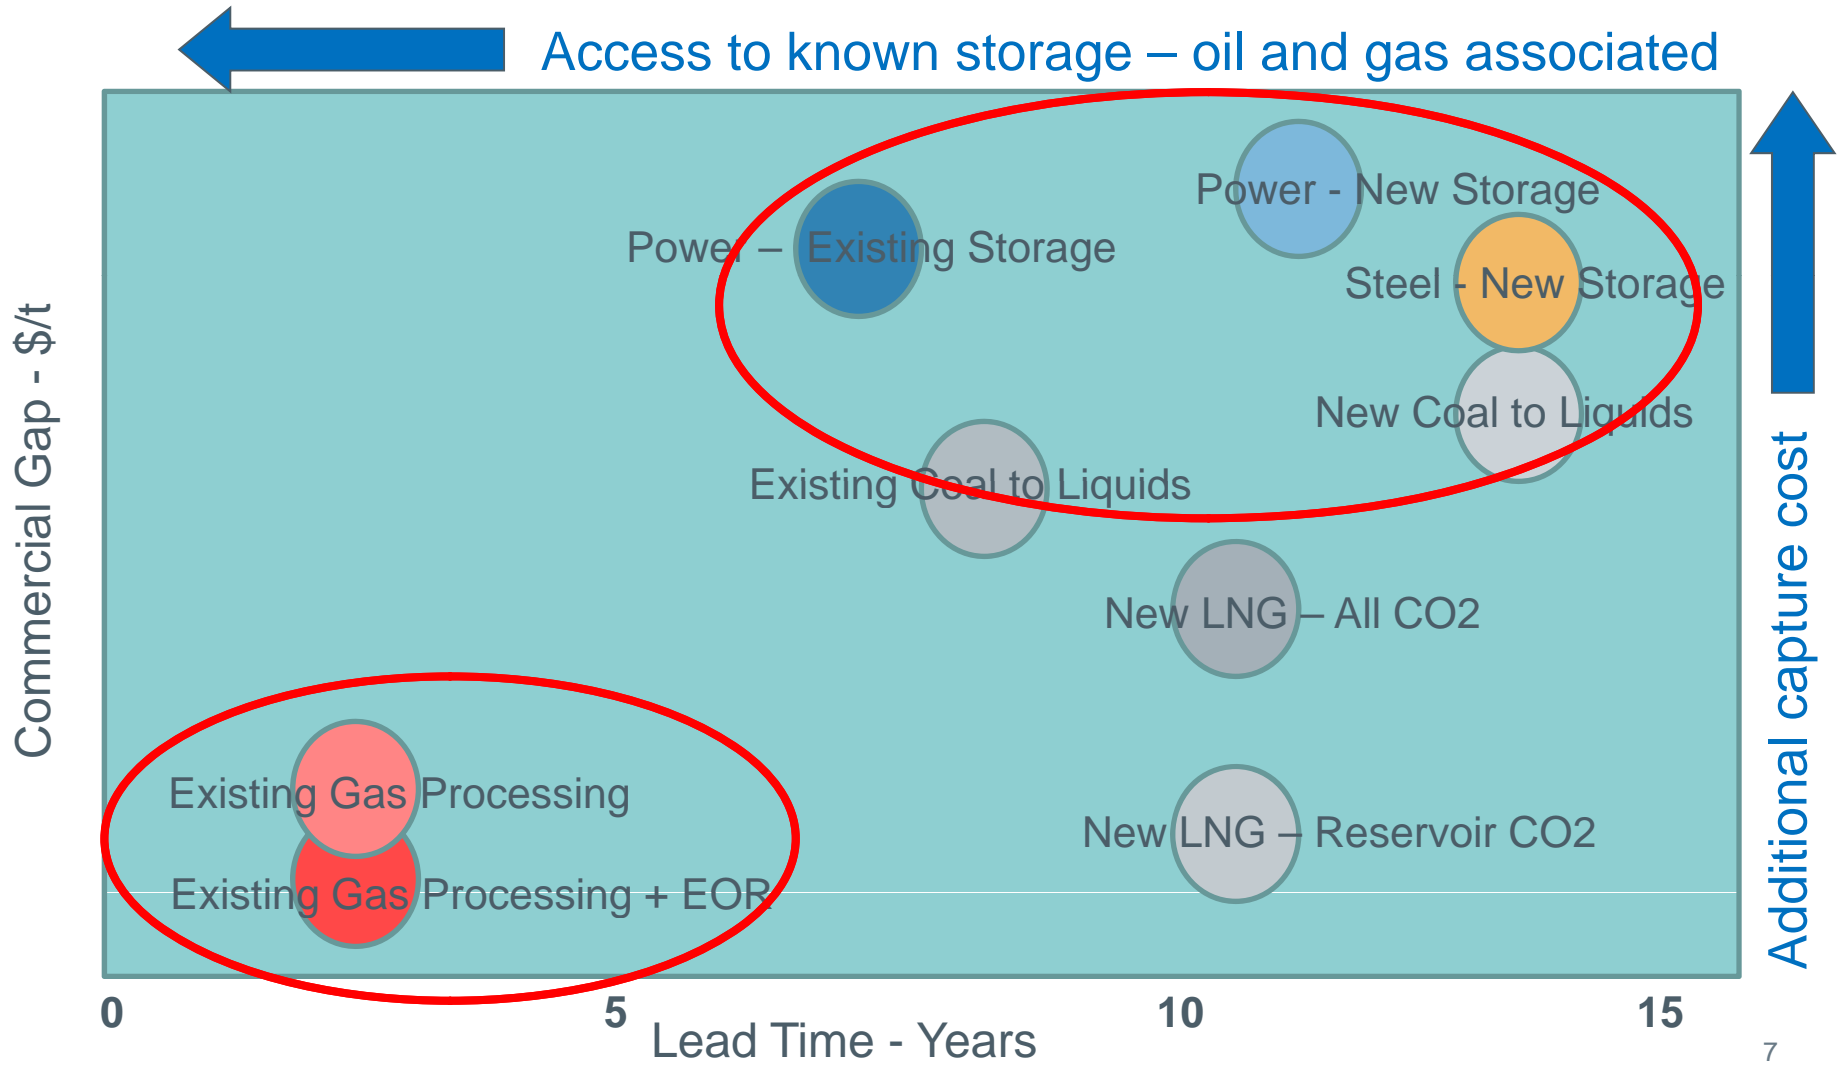 Access to known storage – oil and gas associated
Power - New Storage
Power – Existing Storage
Steel - New Storage
New Coal to Liquids
Existing Coal to Liquids
New LNG – All CO2
Existing Gas Processing
New LNG – Reservoir CO2
Existing Gas Processing + EOR
Commercial Gap - $/t
Additional capture cost
0 5 10 15
Lead Time - Years
7